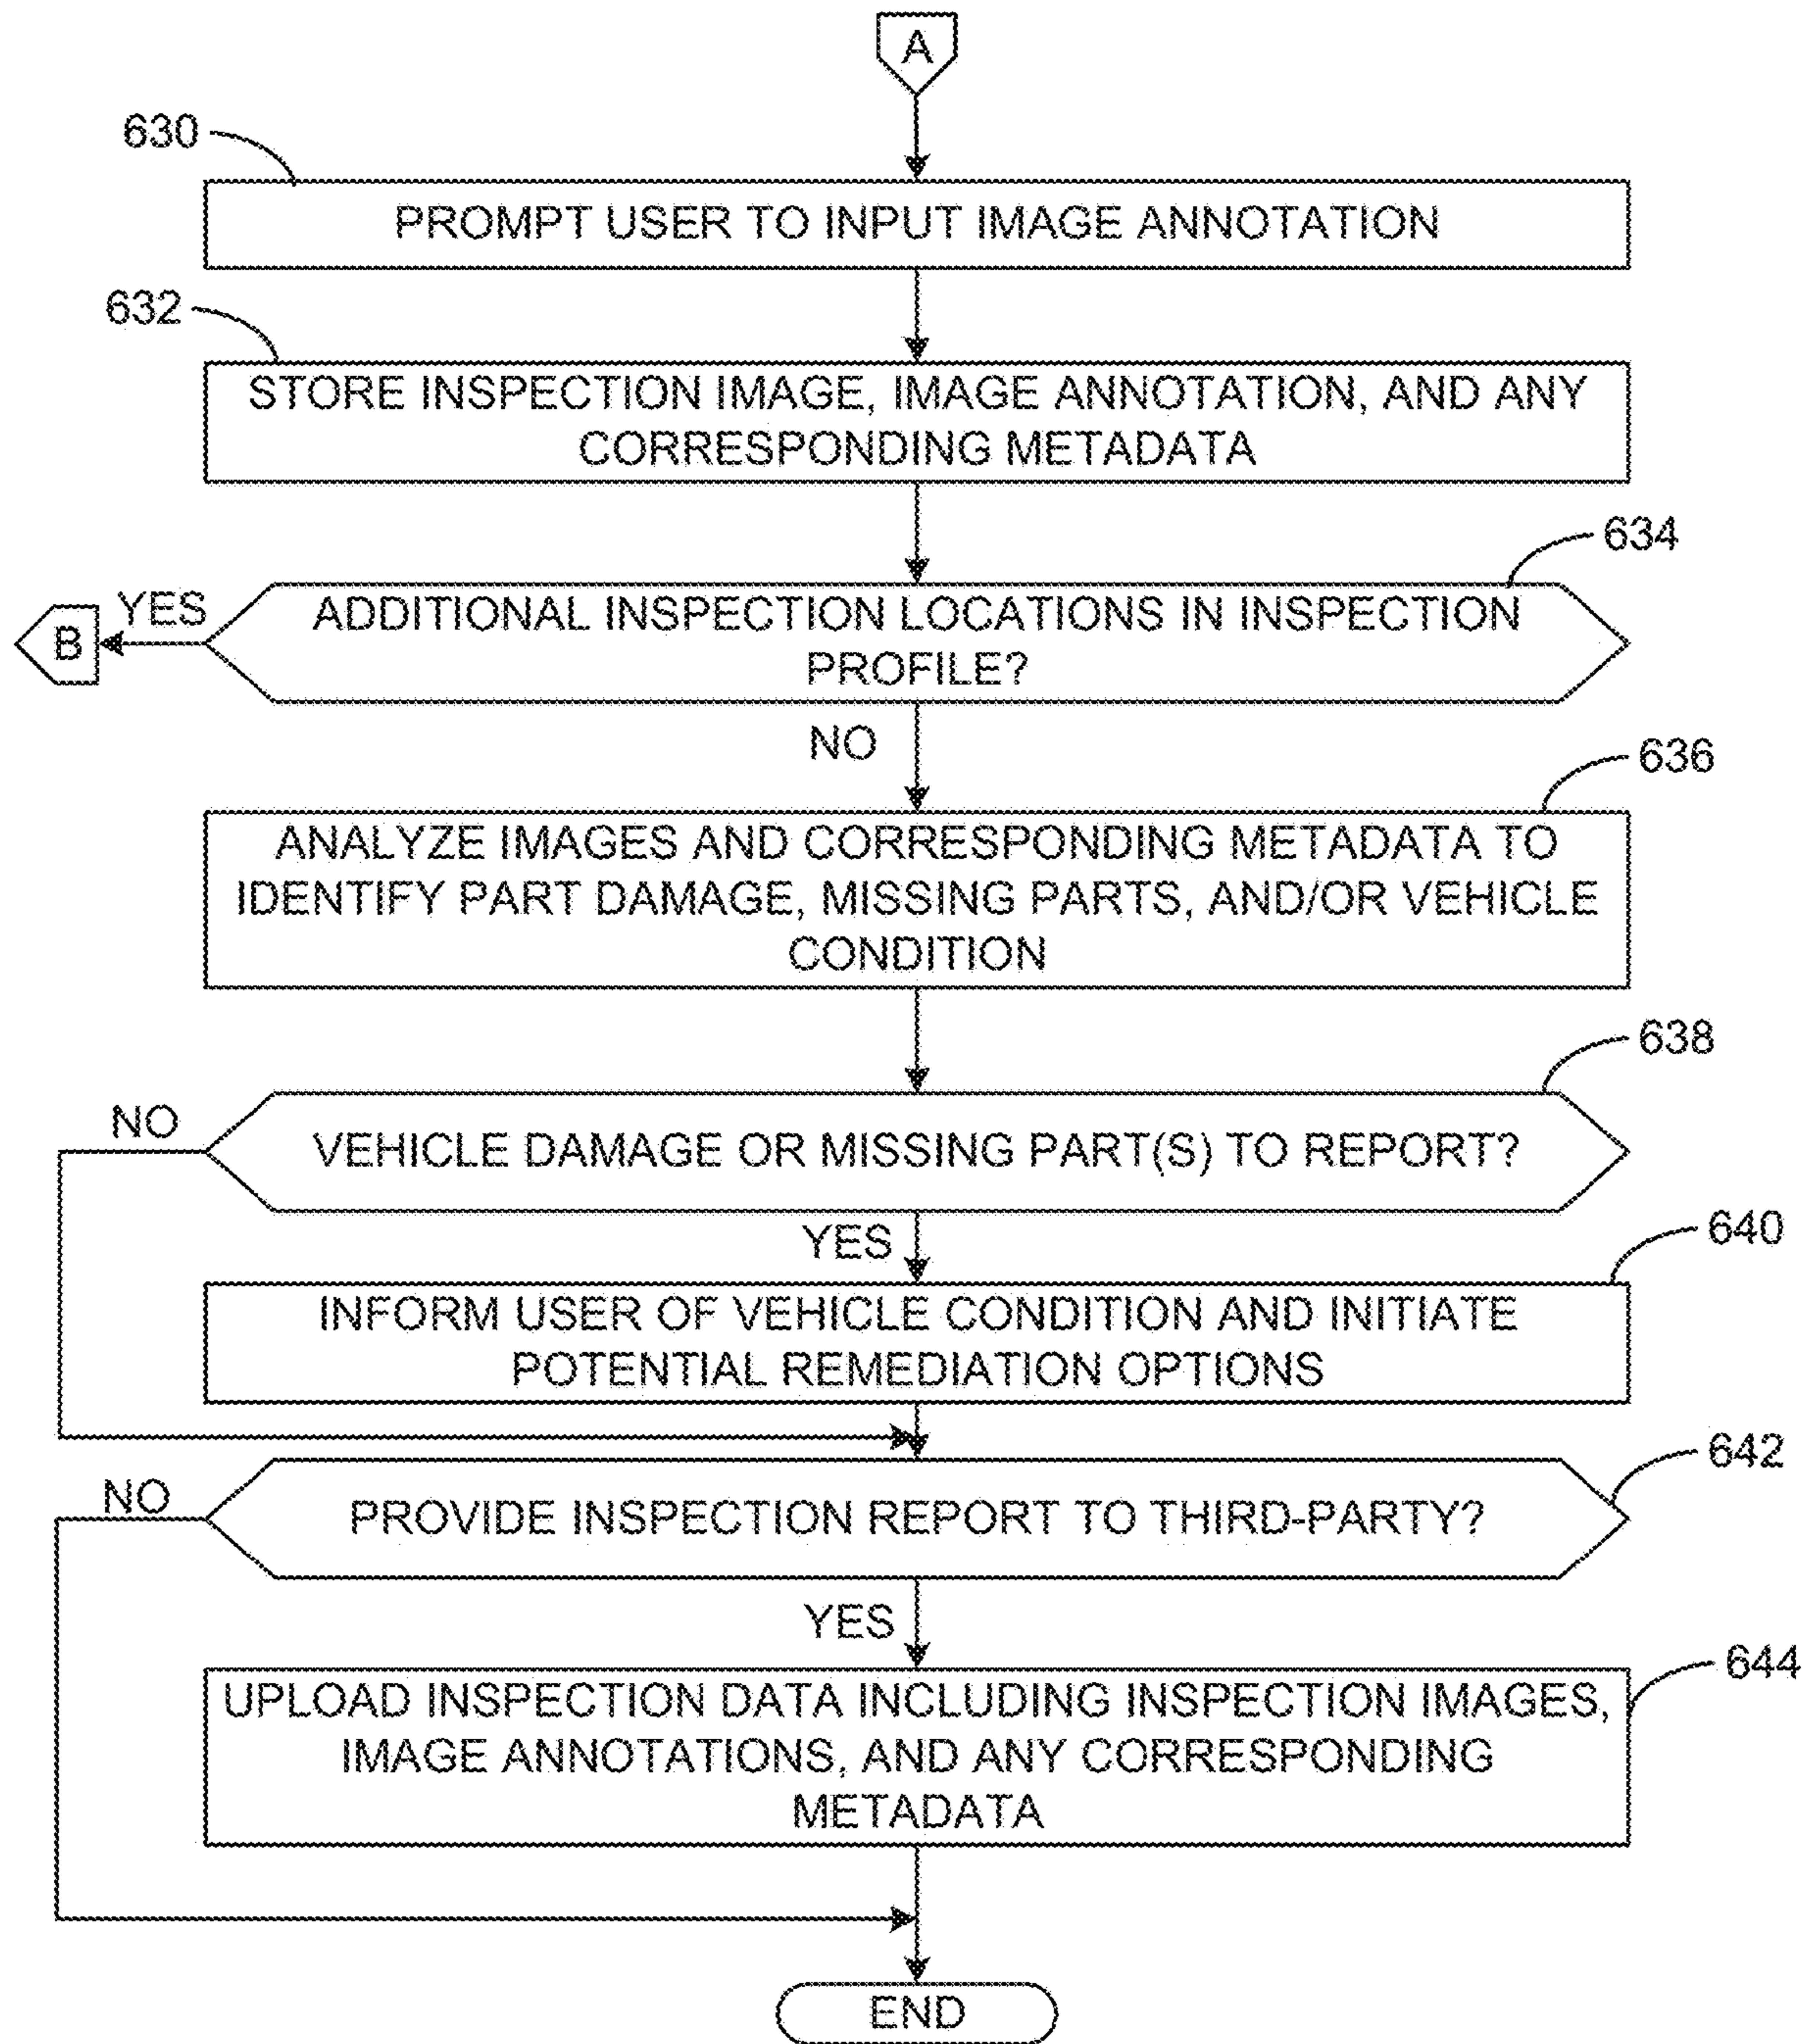 A
630
PROMPT USER TO INPUT IMAGE ANNOTATION
632
STORE INSPECTION IMAGE, IMAGE ANNOTATION, AND ANY
CORRESPONDING METADATA
634
ADDITIONAL INSPECTION LOCATIONS IN INSPECTION
PROFILE?
YES
B
NO
636
ANALYZE IMAGES AND CORRESPONDING METADATA TO
IDENTIFY PART DAMAGE, MISSING PARTS, AND/OR VEHICLE
CONDITION
638
NO
VEHICLE DAMAGE OR MISSING PART(S) TO REPORT?
YES
640
INFORM USER OF VEHICLE CONDITION AND INITIATE
POTENTIAL REMEDIATION OPTIONS
642
NO
PROVIDE INSPECTION REPORT TO THIRD-PARTY?
YES
644
UPLOAD INSPECTION DATA INCLUDING INSPECTION IMAGES,
IMAGE ANNOTATIONS, AND ANY CORRESPONDING
METADATA
END